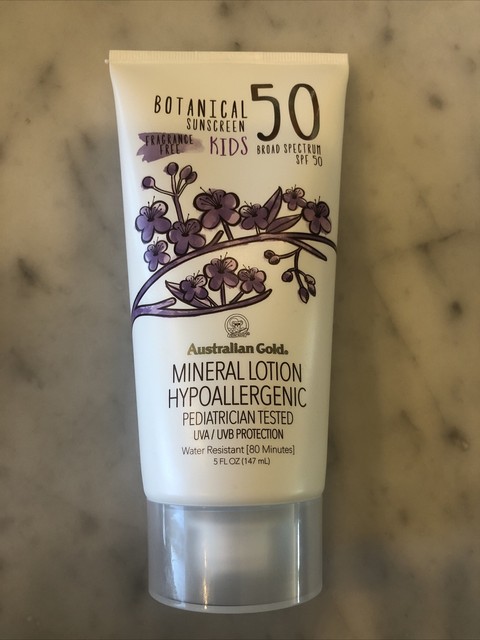 BOTANICAL 50
SUNSCREEN
FRAGRANCE
FREE
KIDS
BROAD SPECTRUM
SPF 50
Australian Gold®
MINERAL LOTION
HYPOALLERGENIC
PEDIATRICIAN TESTED
UVA / UVB PROTECTION
Water Resistant [80 Minutes]
5 FL OZ (147 mL)